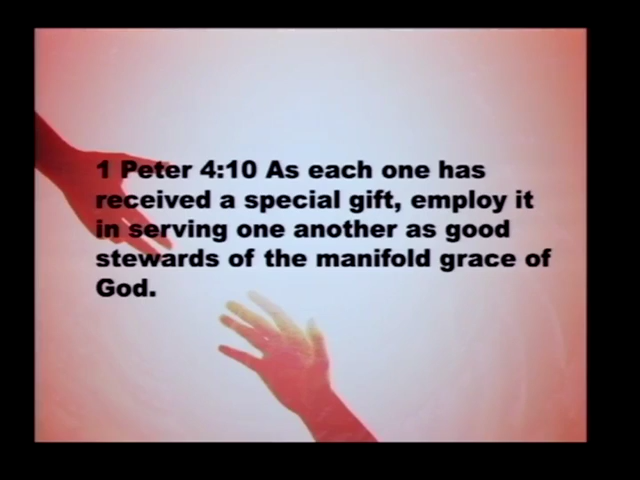 1 Peter 4:10 As each one has
received a special gift, employ it
in serving one another as good
stewards of the manifold grace of
God.